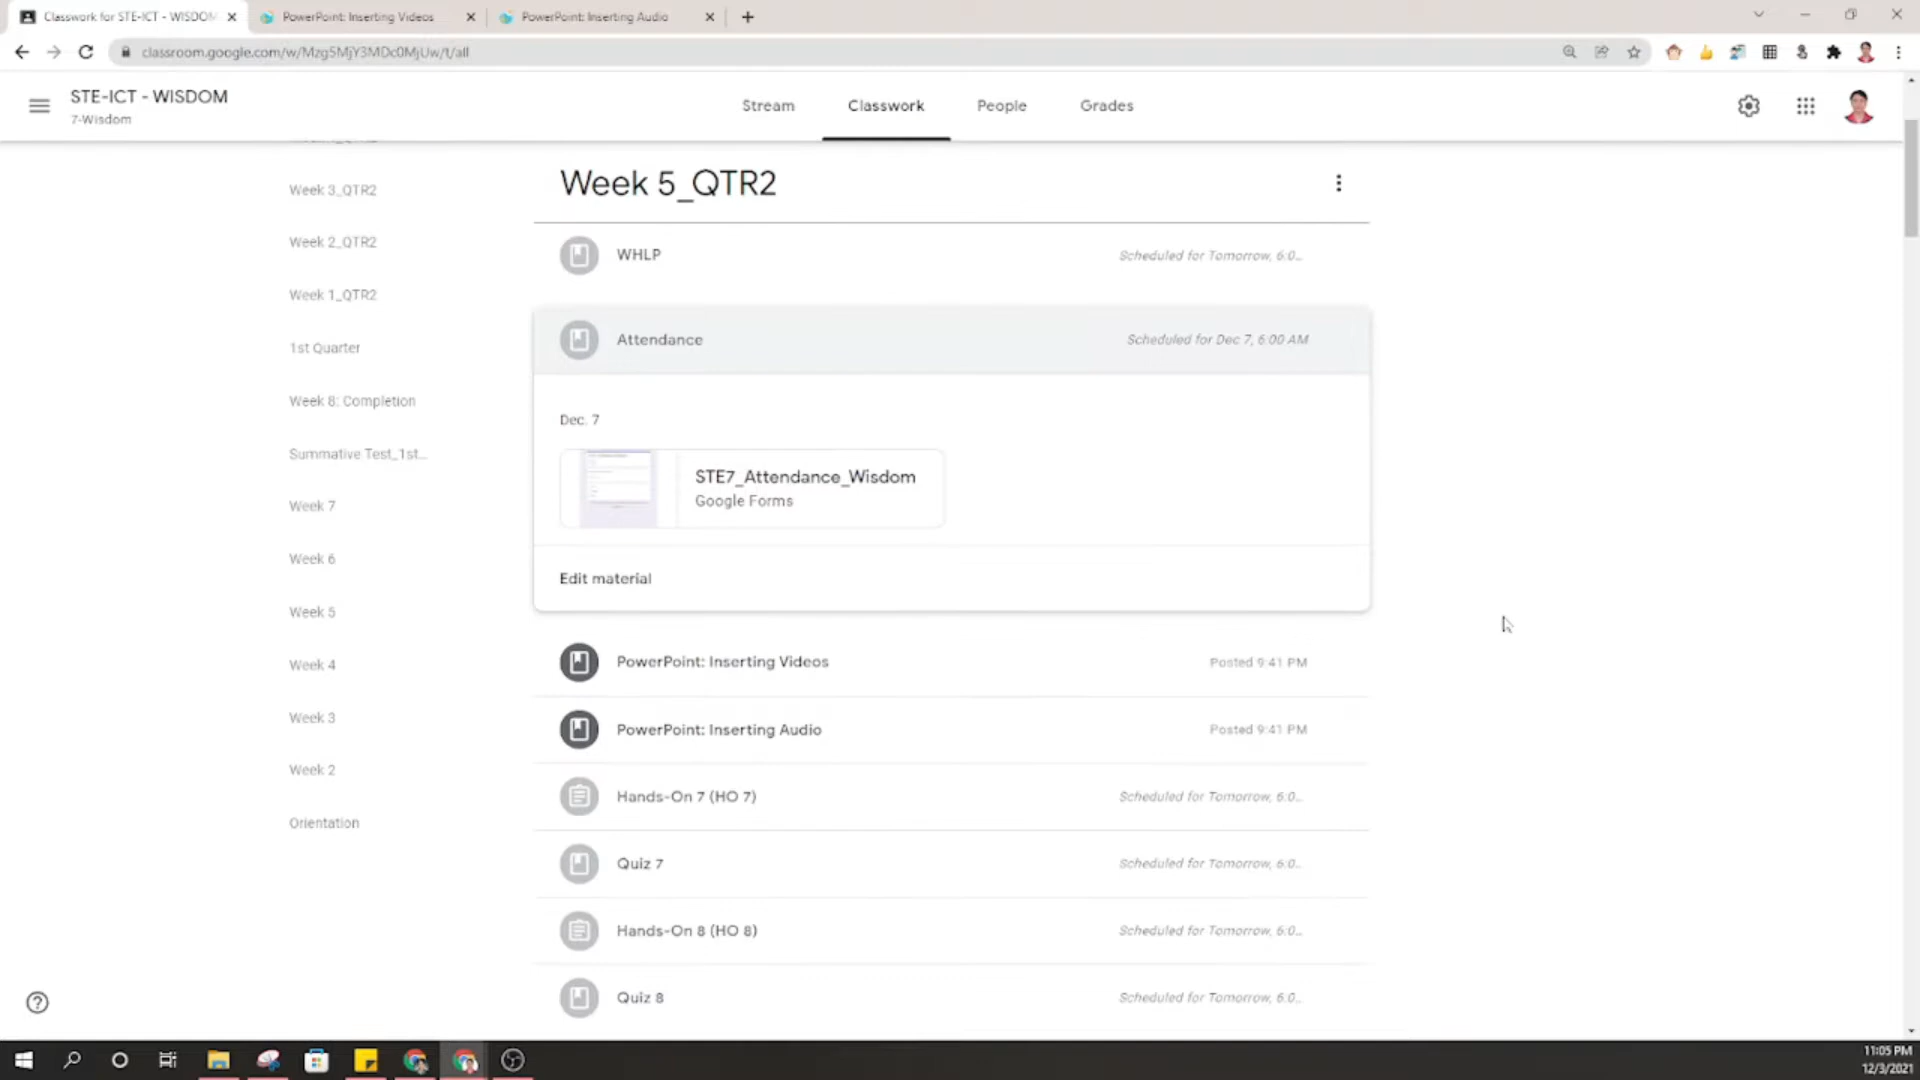 Classwork for STE-ICT - WISDOM
PowerPoint: Inserting Videos
PowerPoint: Inserting Audio
classroom.google.com/w/Mzg5MjY3MDc0MjUw/t/all
STE-ICT - WISDOM
7-Wisdom
Stream
Classwork
People
Grades
Week 3_QTR2
Week 2_QTR2
Week 1_QTR2
1st Quarter
Week 8: Completion
Summative Test_1st...
Week 7
Week 6
Week 5
Week 4
Week 3
Week 2
Orientation
Week 5_QTR2
WHLP
Scheduled for Tomorrow, 6:0...
Attendance
Scheduled for Dec 7, 6:00 AM
Dec. 7
STE7_Attendance_Wisdom
Google Forms
Edit material
PowerPoint: Inserting Videos
Posted 9:41 PM
PowerPoint: Inserting Audio
Posted 9:41 PM
Hands-On 7 (HO 7)
Scheduled for Tomorrow, 6:0...
Quiz 7
Scheduled for Tomorrow, 6:0...
Hands-On 8 (HO 8)
Scheduled for Tomorrow, 6:0...
Quiz 8
Scheduled for Tomorrow, 6:0...
11:05 PM
12/3/2021